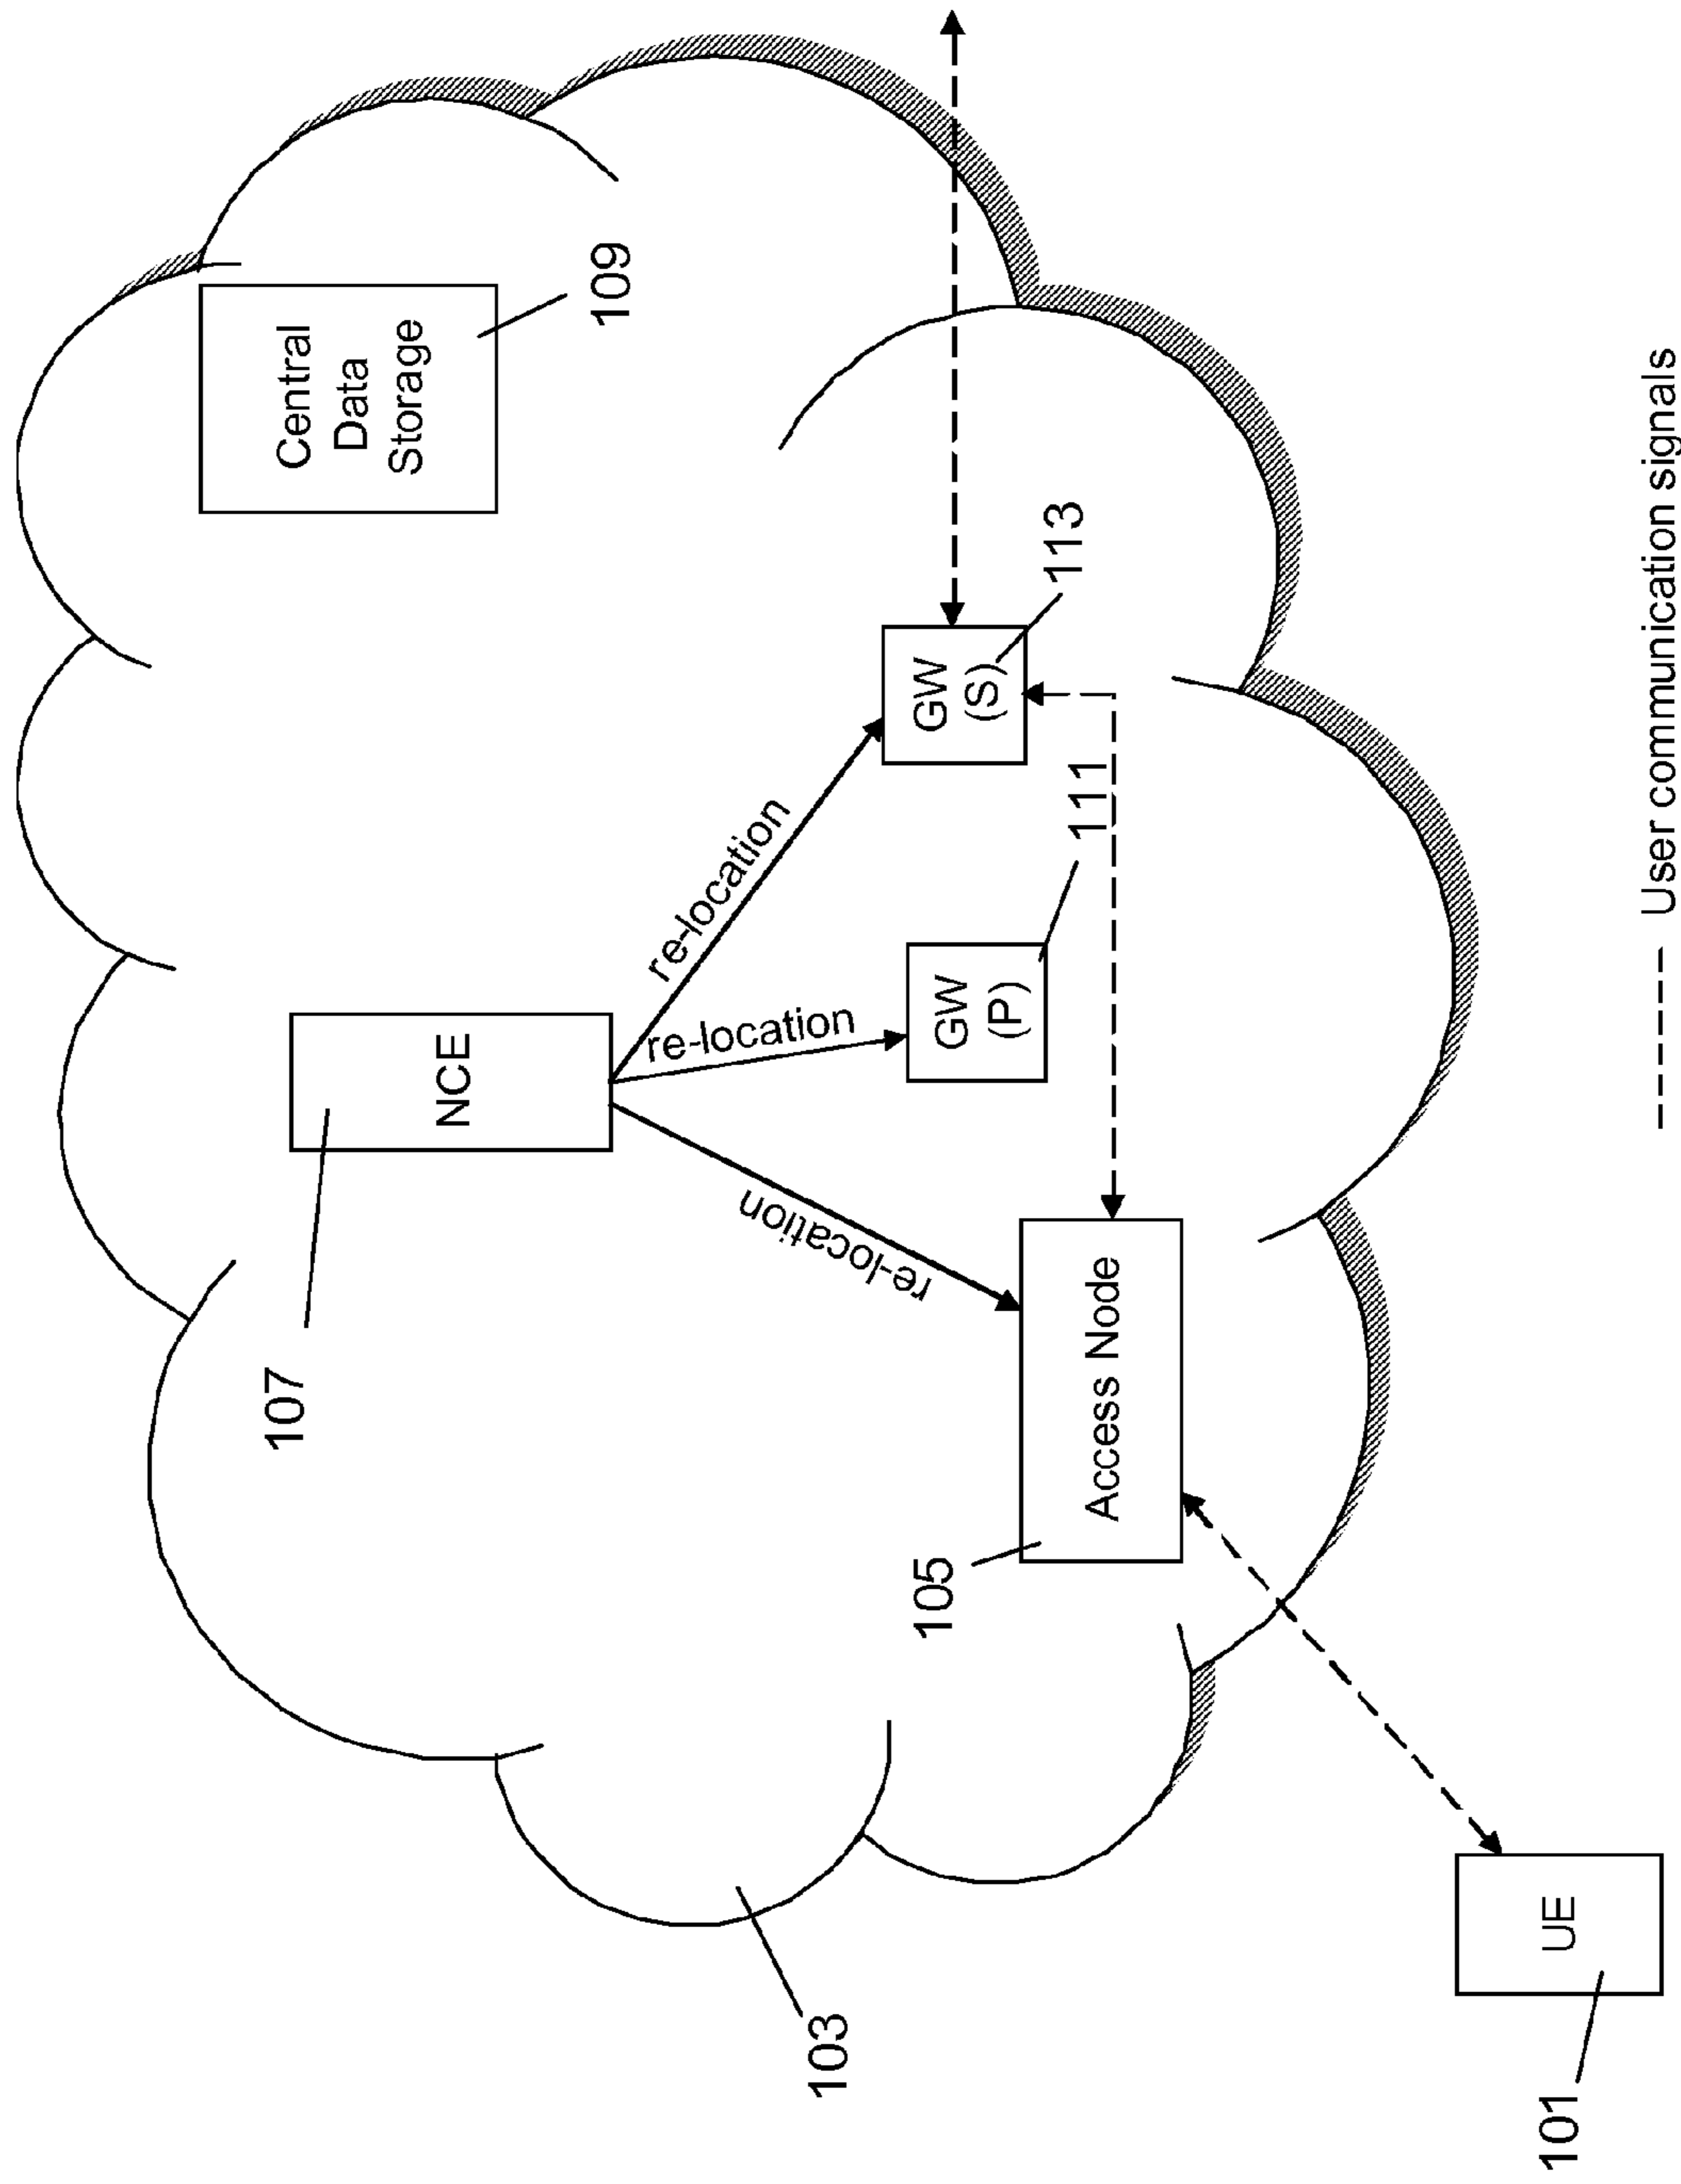 Central
Data
Storage
109
NCE
107
re-location
re-location
re-location
GW
(S)
113
GW
(P)
111
Access Node
105
103
UE
101
User communication signals